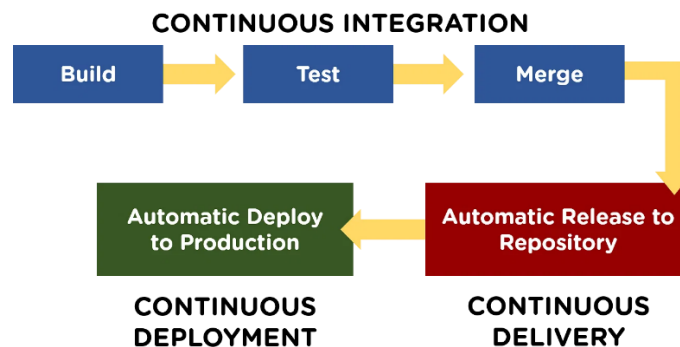 CONTINUOUS INTEGRATION
Build
Test
Merge
Automatic Deploy
to Production
Automatic Release to
Repository
CONTINUOUS
DEPLOYMENT
CONTINUOUS
DELIVERY